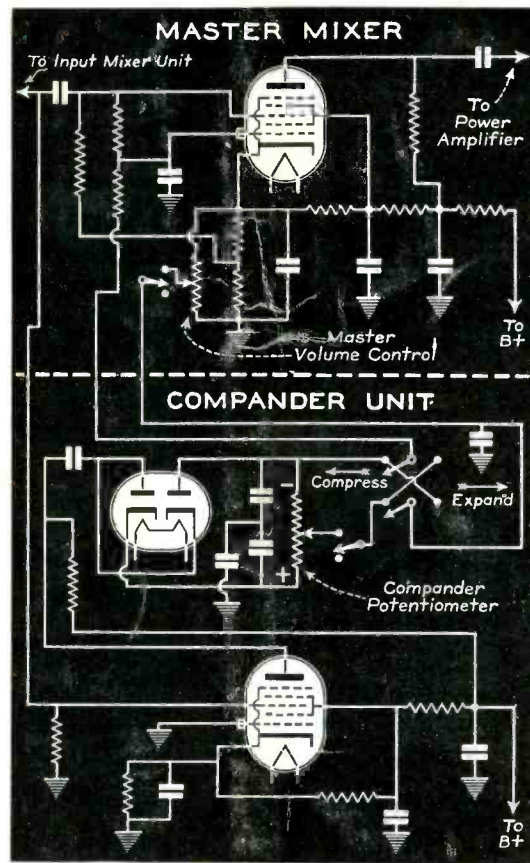 MASTER MIXER
To Input Mixer Unit
To
Power
Amplifier
To
B+
Master
Volume Control
COMPANDER UNIT
Compress
Expand
−
+
Compander
Potentiometer
To
B+